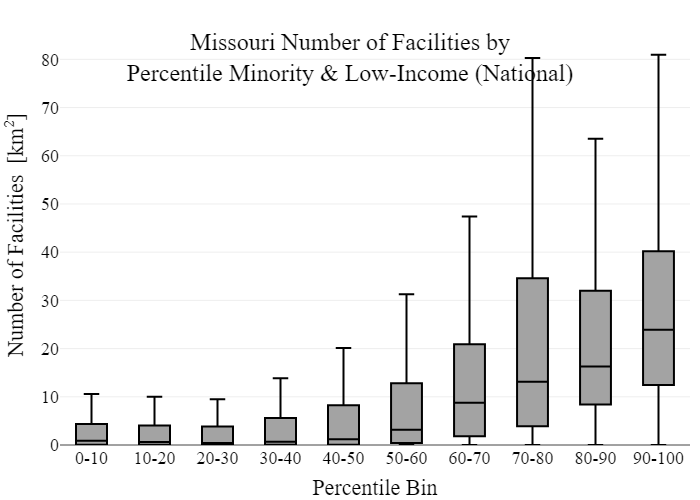 Missouri Number of Facilities by
Percentile Minority & Low-Income (National)
Number of Facilities [km²]
80
70
60
50
40
30
20
10
0
0-10 10-20 20-30 30-40 40-50 50-60 60-70 70-80 80-90 90-100
Percentile Bin